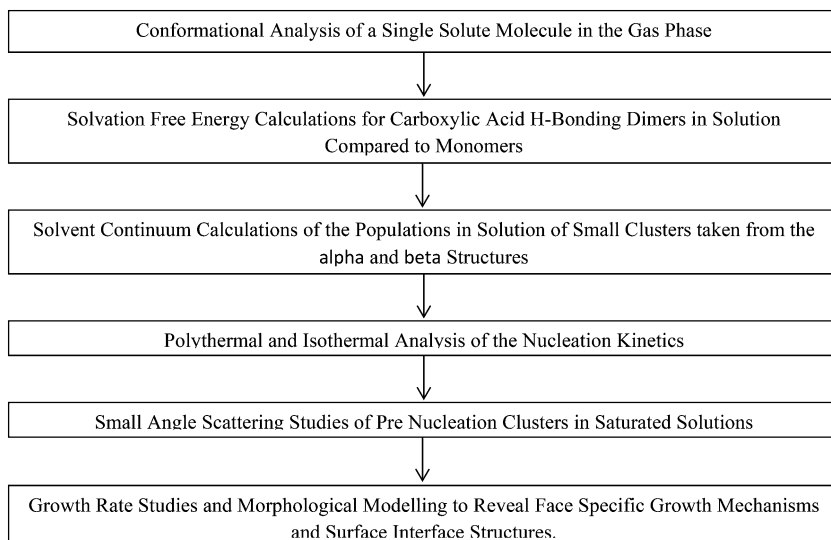 Conformational Analysis of a Single Solute Molecule in the Gas Phase
Solvation Free Energy Calculations for Carboxylic Acid H-Bonding Dimers in Solution
Compared to Monomers
Solvent Continuum Calculations of the Populations in Solution of Small Clusters taken from the
alpha and beta Structures
Polythermal and Isothermal Analysis of the Nucleation Kinetics
Small Angle Scattering Studies of Pre Nucleation Clusters in Saturated Solutions
Growth Rate Studies and Morphological Modelling to Reveal Face Specific Growth Mechanisms
and Surface Interface Structures.